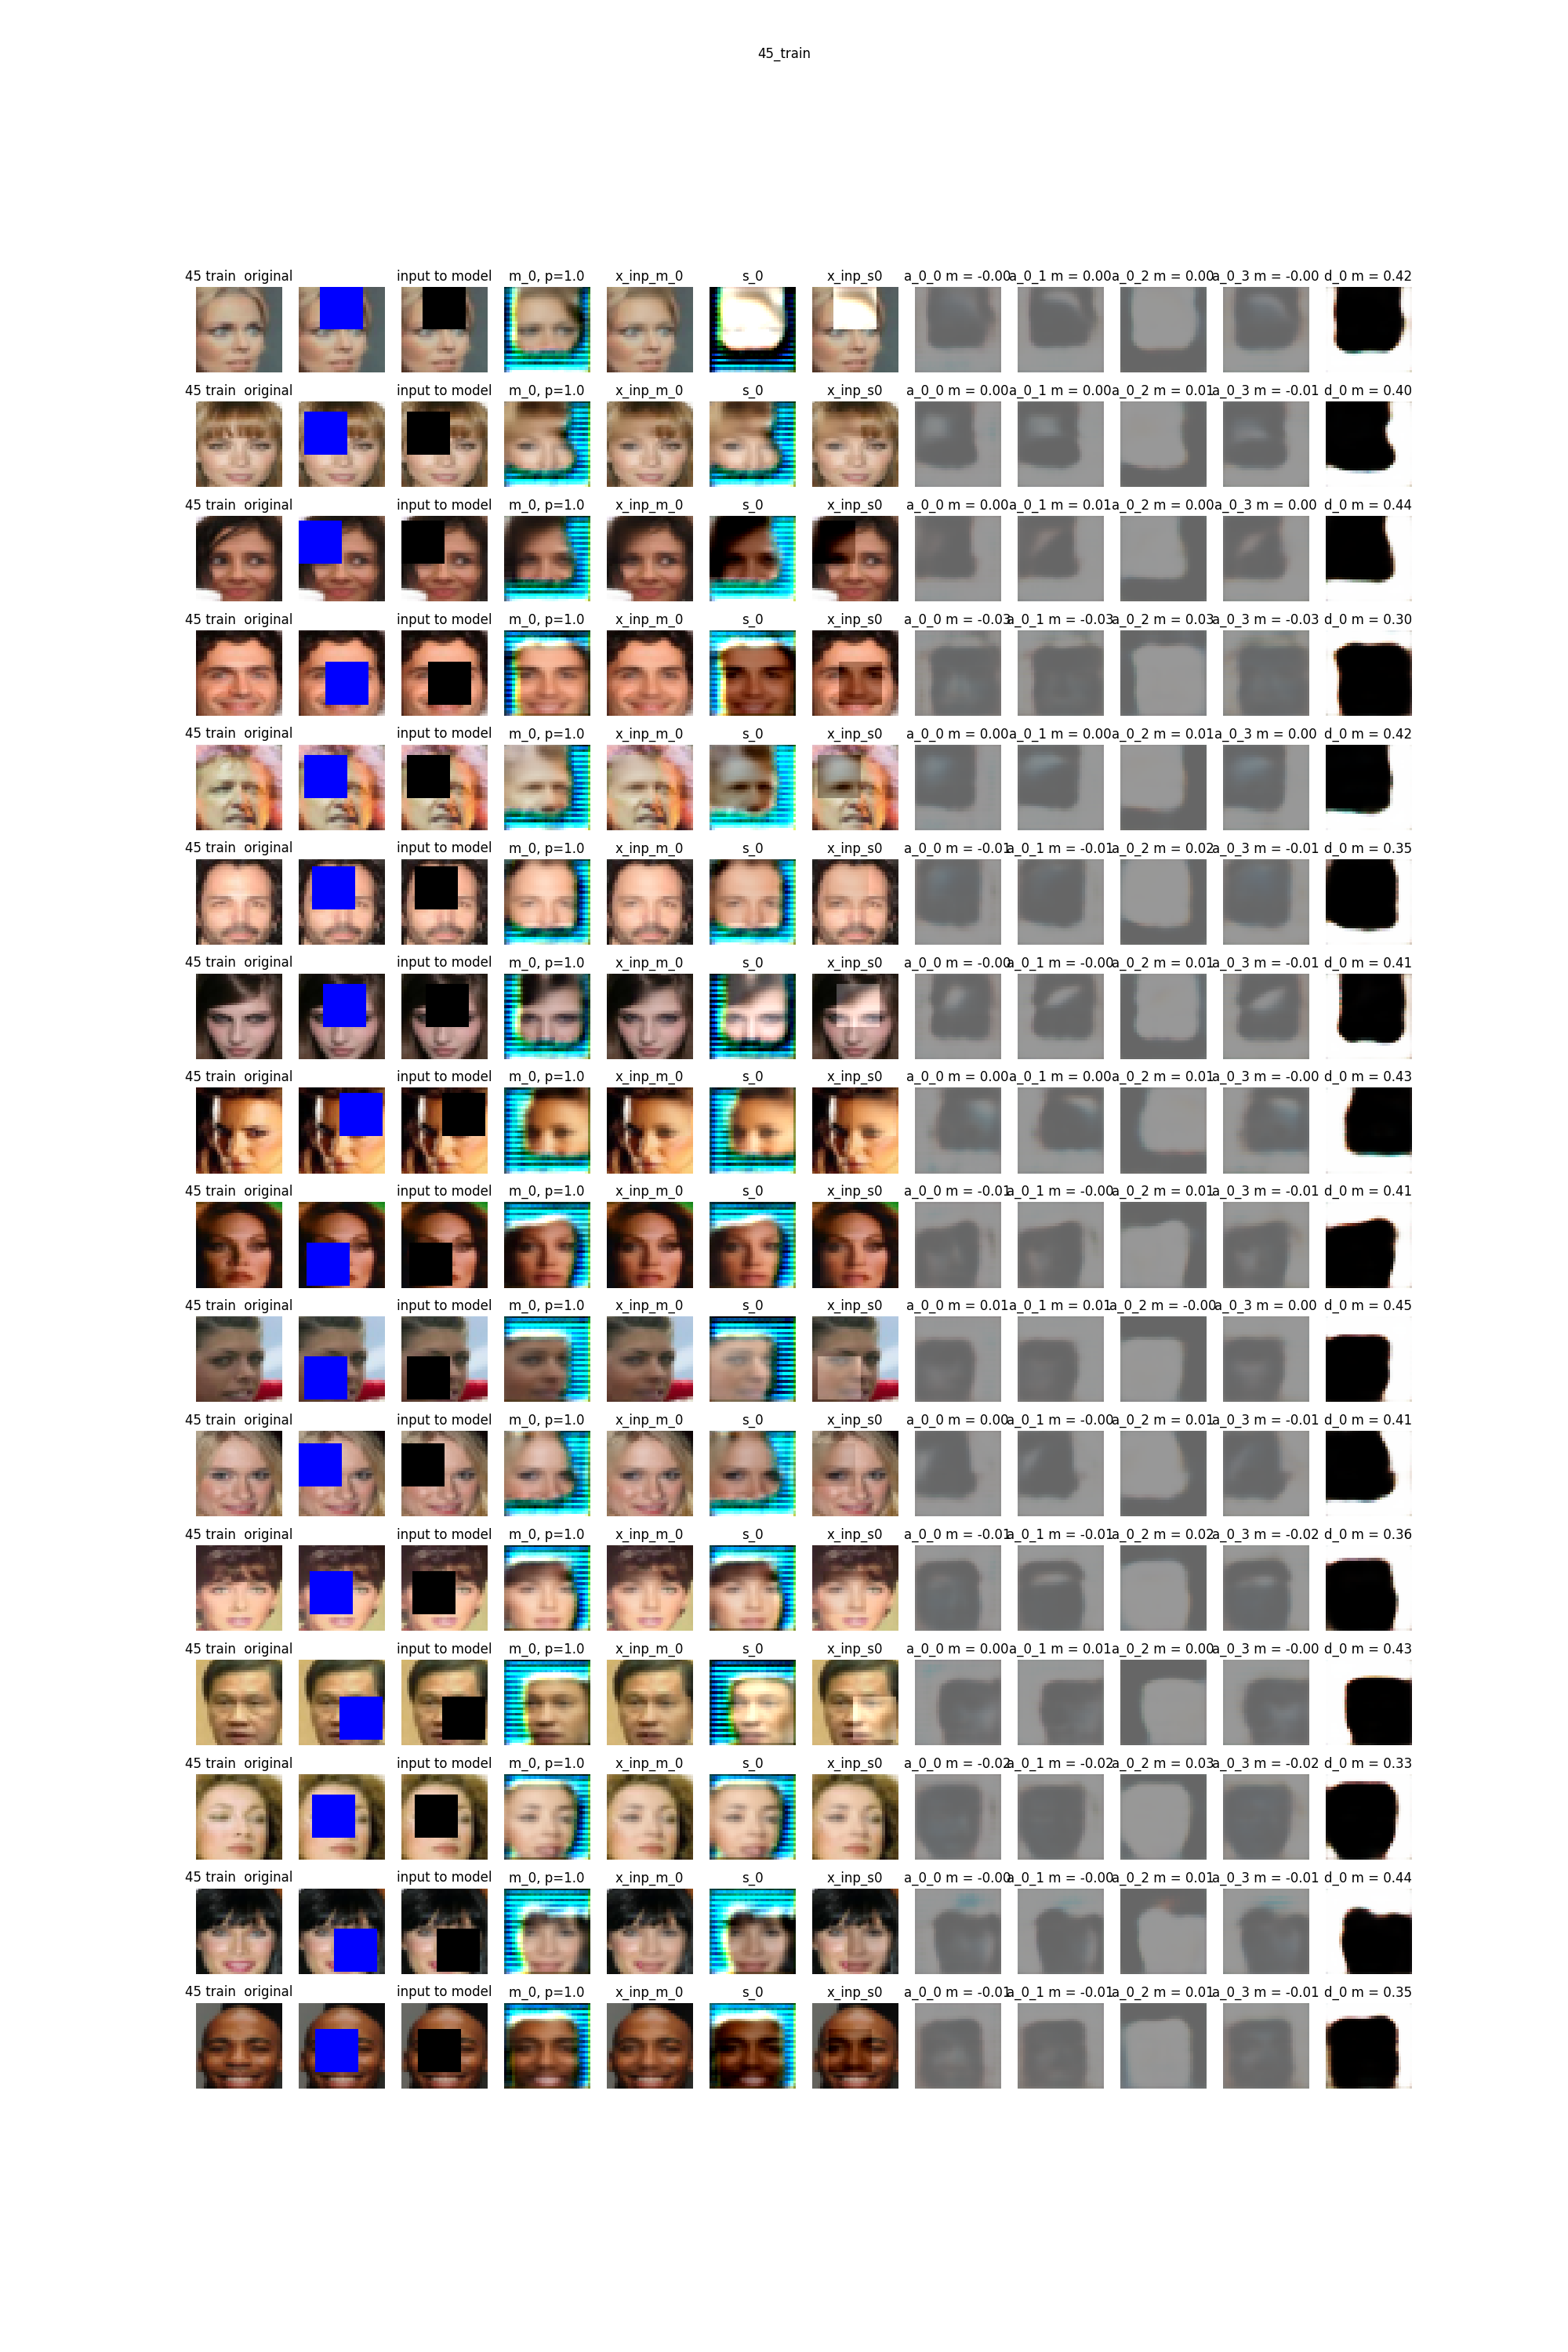 45_train
45 train  original input to model m_0, p=1.0 x_inp_m_0 s_0 x_inp_s0 a_0_0 m = -0.00 a_0_1 m = 0.00 a_0_2 m = 0.00 a_0_3 m = -0.00 d_0 m = 0.42
45 train  original input to model m_0, p=1.0 x_inp_m_0 s_0 x_inp_s0 a_0_0 m = 0.00 a_0_1 m = 0.00 a_0_2 m = 0.01 a_0_3 m = -0.01 d_0 m = 0.40
45 train  original input to model m_0, p=1.0 x_inp_m_0 s_0 x_inp_s0 a_0_0 m = 0.00 a_0_1 m = 0.01 a_0_2 m = 0.00 a_0_3 m = 0.00 d_0 m = 0.44
45 train  original input to model m_0, p=1.0 x_inp_m_0 s_0 x_inp_s0 a_0_0 m = -0.03 a_0_1 m = -0.03 a_0_2 m = 0.03 a_0_3 m = -0.03 d_0 m = 0.30
45 train  original input to model m_0, p=1.0 x_inp_m_0 s_0 x_inp_s0 a_0_0 m = 0.00 a_0_1 m = 0.00 a_0_2 m = 0.01 a_0_3 m = 0.00 d_0 m = 0.42
45 train  original input to model m_0, p=1.0 x_inp_m_0 s_0 x_inp_s0 a_0_0 m = -0.01 a_0_1 m = -0.01 a_0_2 m = 0.02 a_0_3 m = -0.01 d_0 m = 0.35
45 train  original input to model m_0, p=1.0 x_inp_m_0 s_0 x_inp_s0 a_0_0 m = -0.00 a_0_1 m = -0.00 a_0_2 m = 0.01 a_0_3 m = -0.01 d_0 m = 0.41
45 train  original input to model m_0, p=1.0 x_inp_m_0 s_0 x_inp_s0 a_0_0 m = 0.00 a_0_1 m = 0.00 a_0_2 m = 0.01 a_0_3 m = -0.00 d_0 m = 0.43
45 train  original input to model m_0, p=1.0 x_inp_m_0 s_0 x_inp_s0 a_0_0 m = -0.01 a_0_1 m = -0.00 a_0_2 m = 0.01 a_0_3 m = -0.01 d_0 m = 0.41
45 train  original input to model m_0, p=1.0 x_inp_m_0 s_0 x_inp_s0 a_0_0 m = 0.01 a_0_1 m = 0.01 a_0_2 m = -0.00 a_0_3 m = 0.00 d_0 m = 0.45
45 train  original input to model m_0, p=1.0 x_inp_m_0 s_0 x_inp_s0 a_0_0 m = 0.00 a_0_1 m = -0.00 a_0_2 m = 0.01 a_0_3 m = -0.01 d_0 m = 0.41
45 train  original input to model m_0, p=1.0 x_inp_m_0 s_0 x_inp_s0 a_0_0 m = -0.01 a_0_1 m = -0.01 a_0_2 m = 0.02 a_0_3 m = -0.02 d_0 m = 0.36
45 train  original input to model m_0, p=1.0 x_inp_m_0 s_0 x_inp_s0 a_0_0 m = 0.00 a_0_1 m = 0.01 a_0_2 m = 0.00 a_0_3 m = -0.00 d_0 m = 0.43
45 train  original input to model m_0, p=1.0 x_inp_m_0 s_0 x_inp_s0 a_0_0 m = -0.02 a_0_1 m = -0.02 a_0_2 m = 0.03 a_0_3 m = -0.02 d_0 m = 0.33
45 train  original input to model m_0, p=1.0 x_inp_m_0 s_0 x_inp_s0 a_0_0 m = -0.00 a_0_1 m = -0.00 a_0_2 m = 0.01 a_0_3 m = -0.00 d_0 m = 0.44
45 train  original input to model m_0, p=1.0 x_inp_m_0 s_0 x_inp_s0 a_0_0 m = -0.01 a_0_1 m = -0.01 a_0_2 m = 0.01 a_0_3 m = -0.01 d_0 m = 0.35